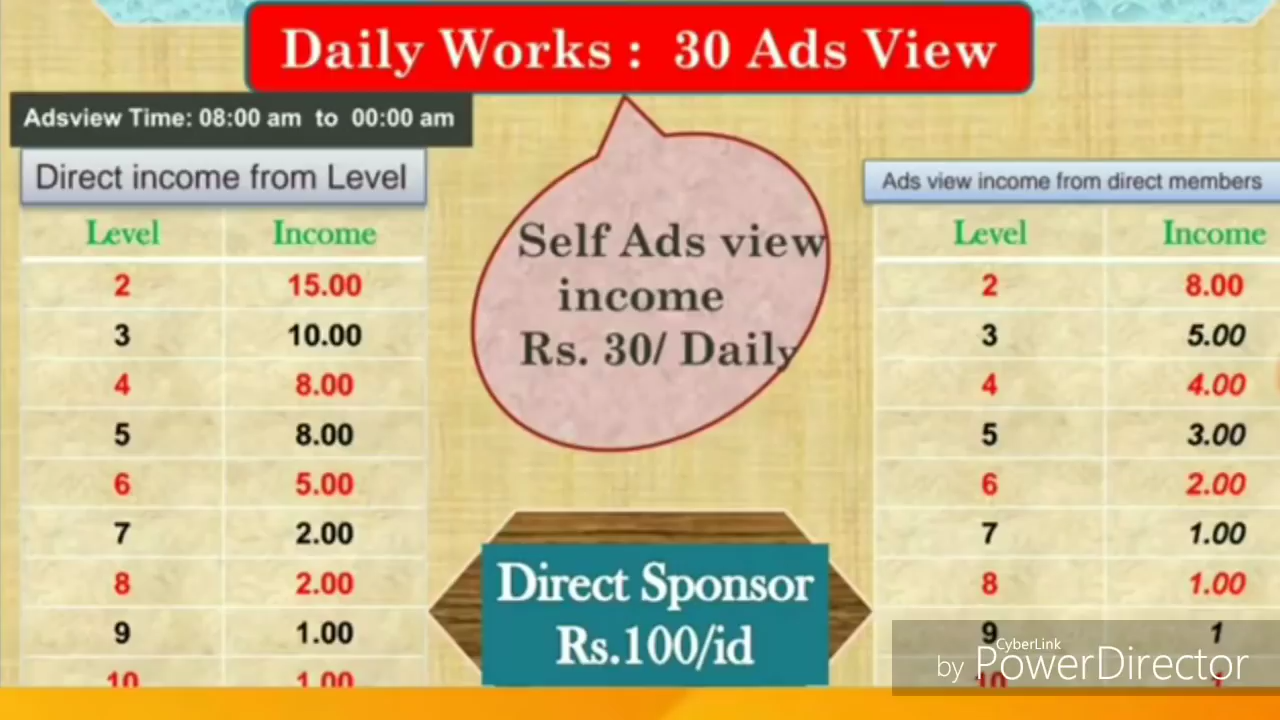 Daily Works : 30 Ads View
Adsview Time: 08:00 am to 00:00 am
Direct income from Level
Level Income
2 15.00
3 10.00
4 8.00
5 8.00
6 5.00
7 2.00
8 2.00
9 1.00
10 1.00
Self Ads view
income
Rs. 30/ Daily
Direct Sponsor
Rs.100/id
Ads view income from direct members
Level Income
2 8.00
3 5.00
4 4.00
5 3.00
6 2.00
7 1.00
8 1.00
9 1
10 1
CyberLink
by PowerDirector